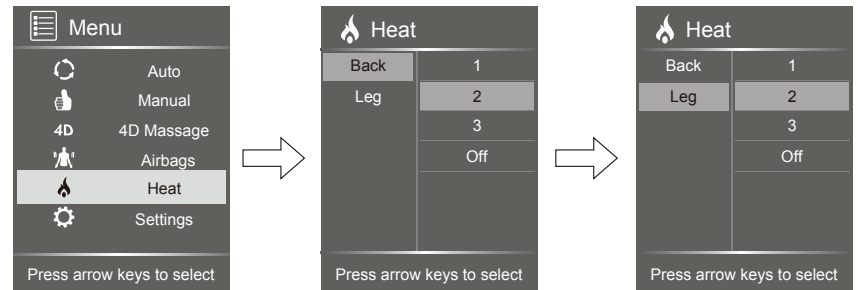 Menu
Auto
Manual
4D 4D Massage
Airbags
Heat
Settings
Press arrow keys to select
Heat
Back 1
Leg 2
3
Off
Press arrow keys to select
Heat
Back 1
Leg 2
3
Off
Press arrow keys to select